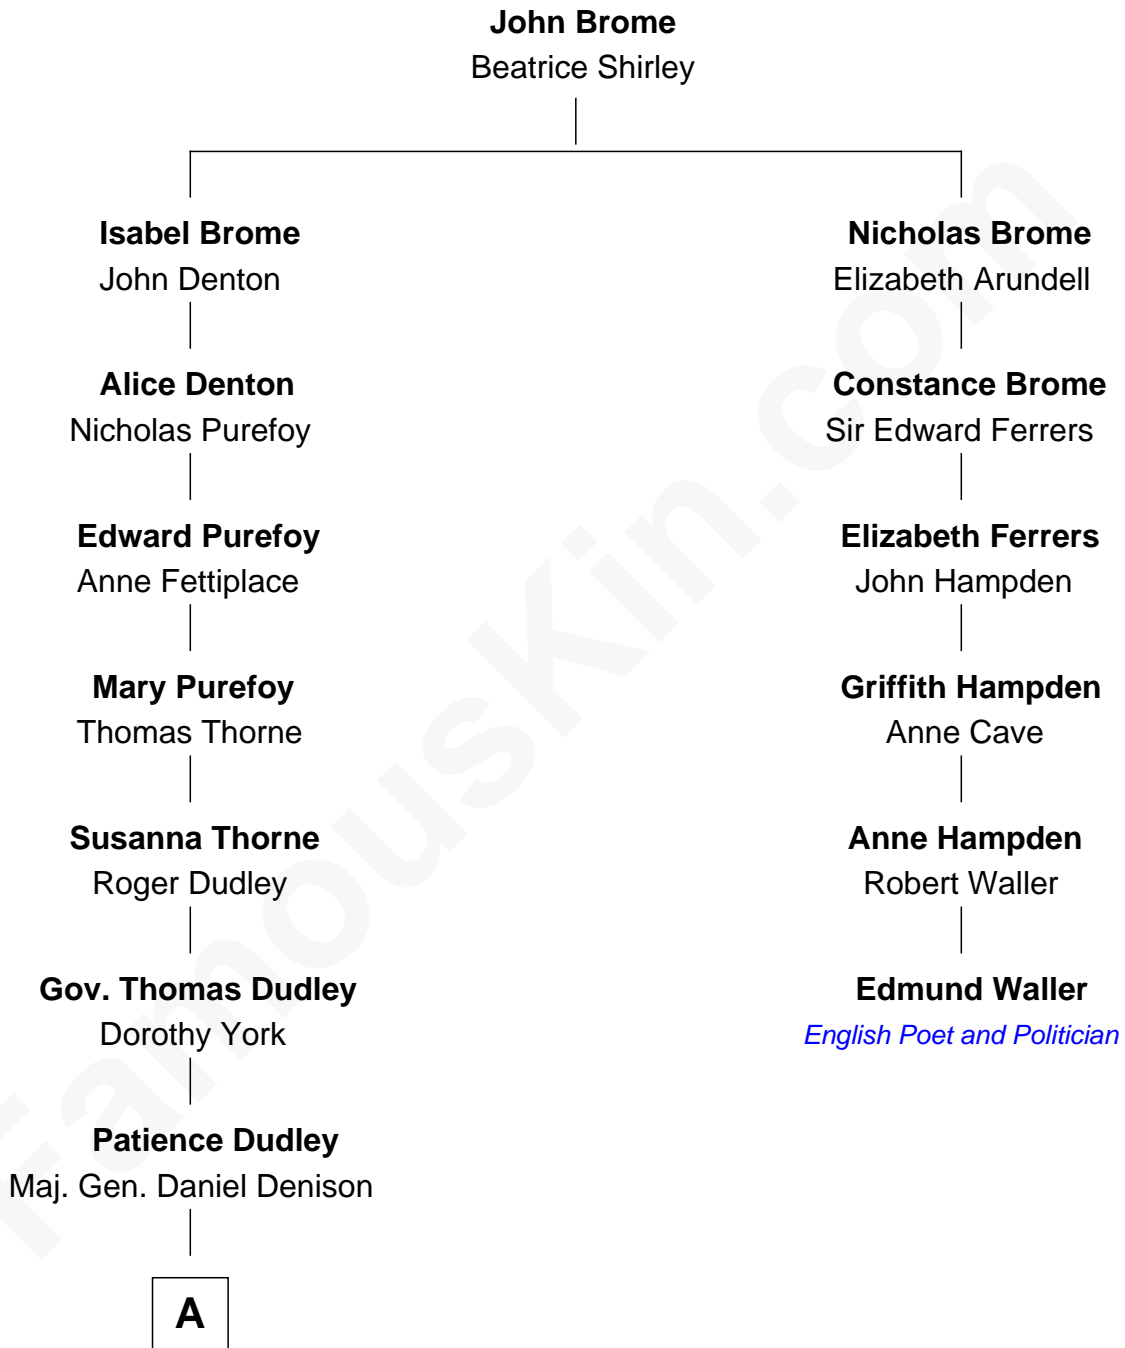 John Brome
Beatrice Shirley
Isabel Brome
John Denton
Nicholas Brome
Elizabeth Arundell
Alice Denton
Nicholas Purefoy
Constance Brome
Sir Edward Ferrers
Edward Purefoy
Anne Fettiplace
Elizabeth Ferrers
John Hampden
Mary Purefoy
Thomas Thorne
Griffith Hampden
Anne Cave
Susanna Thorne
Roger Dudley
Anne Hampden
Robert Waller
Gov. Thomas Dudley
Dorothy York
Edmund Waller
English Poet and Politician
Patience Dudley
Maj. Gen. Daniel Denison
A
FamousKin.com